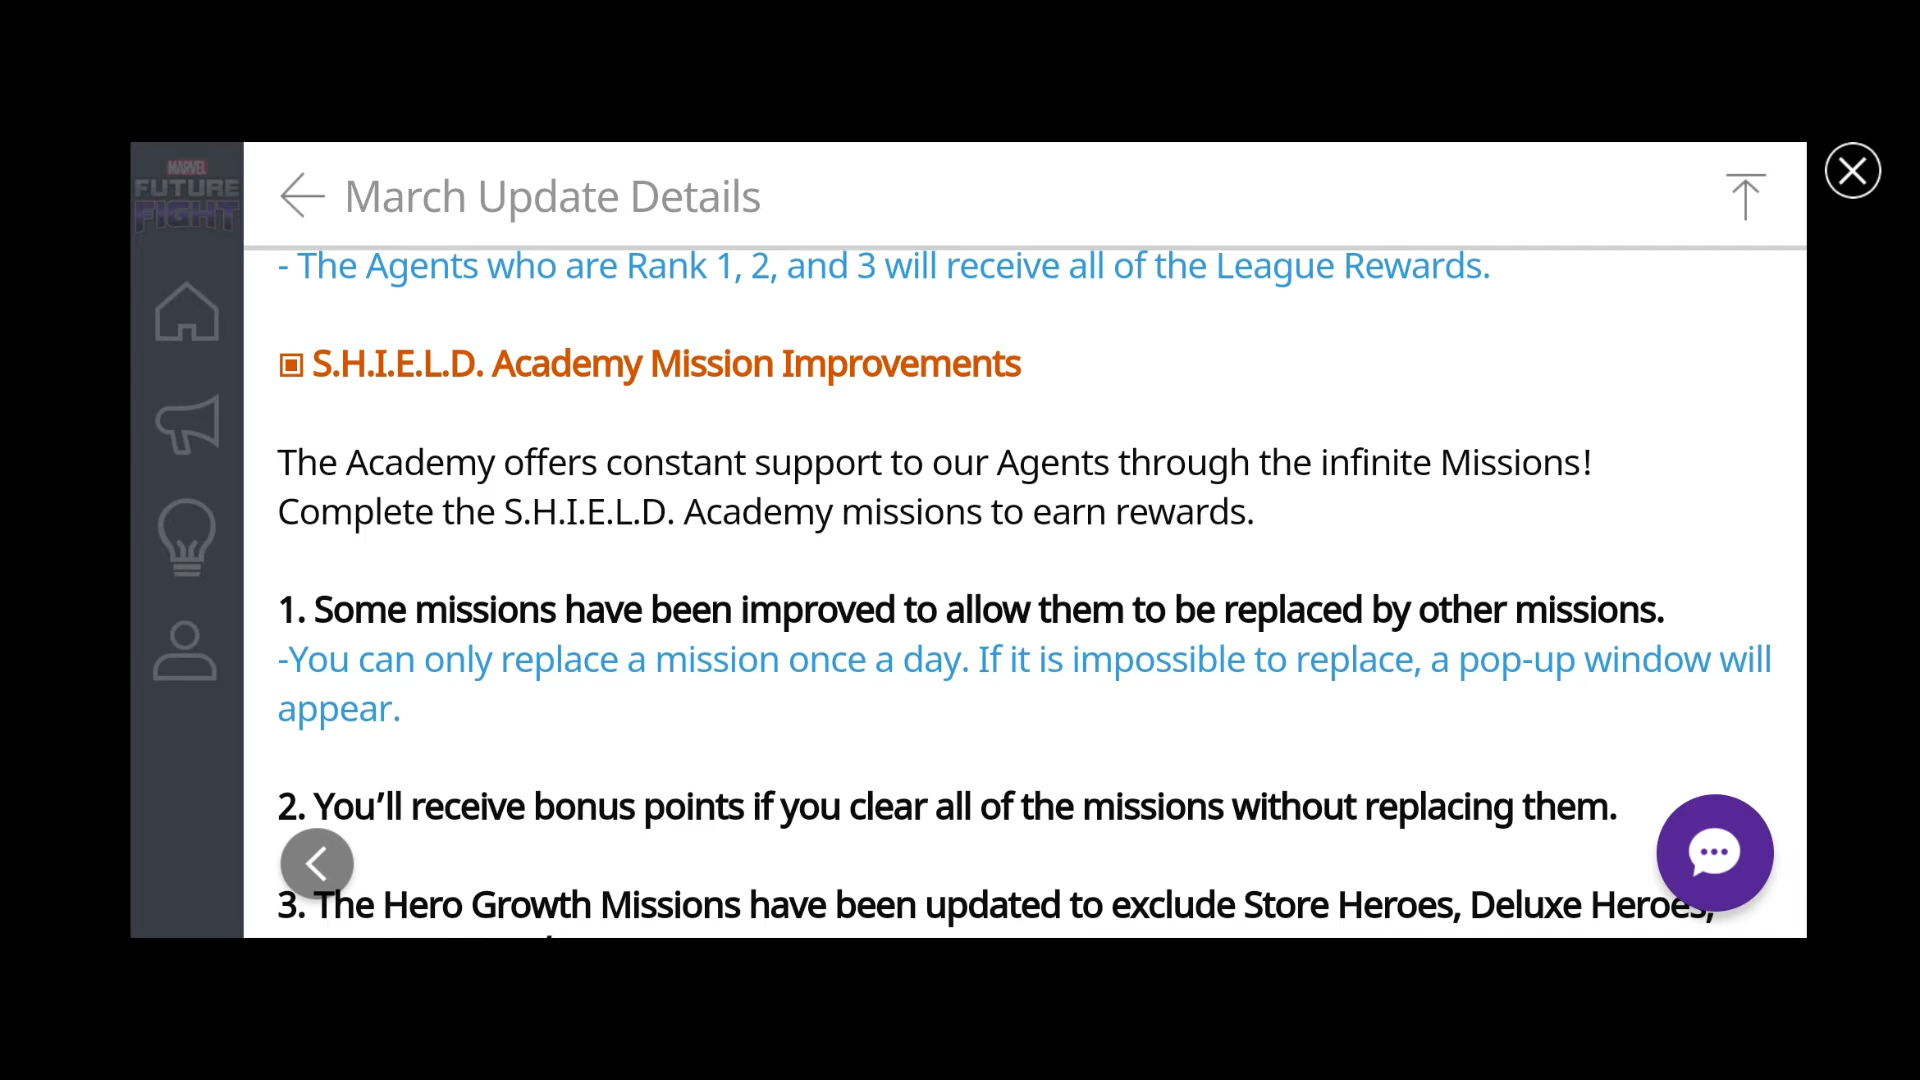 MARVEL
FUTURE
FIGHT
March Update Details
- The Agents who are Rank 1, 2, and 3 will receive all of the League Rewards.
▣ S.H.I.E.L.D. Academy Mission Improvements
The Academy offers constant support to our Agents through the infinite Missions!
Complete the S.H.I.E.L.D. Academy missions to earn rewards.
1. Some missions have been improved to allow them to be replaced by other missions.
-You can only replace a mission once a day. If it is impossible to replace, a pop-up window will
appear.
2. You’ll receive bonus points if you clear all of the missions without replacing them.
3. The Hero Growth Missions have been updated to exclude Store Heroes, Deluxe Heroes,